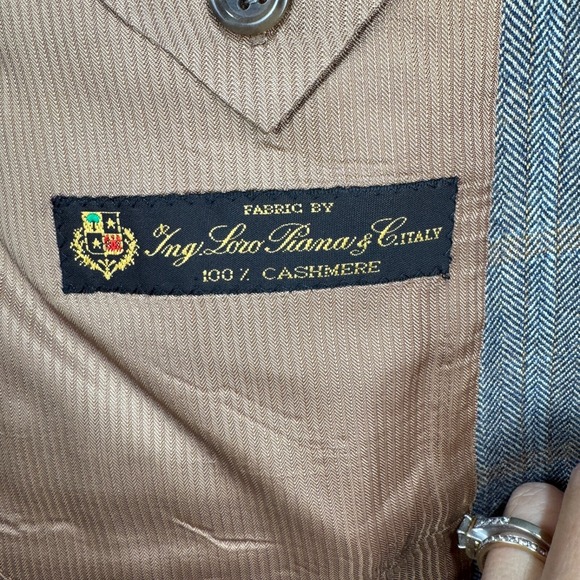 FABRIC BY
Ing. Loro Piana & C. ITALY
100 % CASHMERE